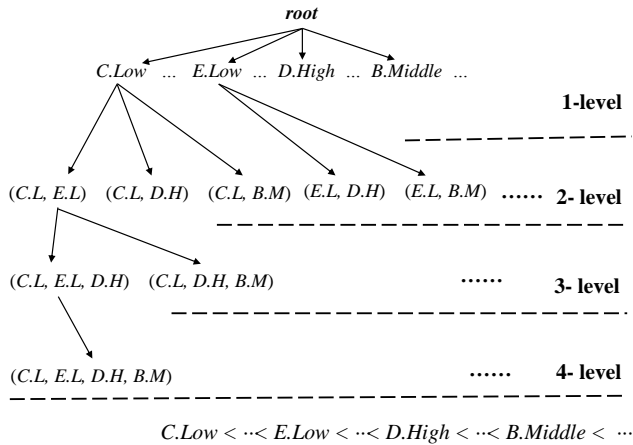 root
C.Low ... E.Low ... D.High ... B.Middle ...
1-level
(C.L, E.L) (C.L, D.H) (C.L, B.M) (E.L, D.H) (E.L, B.M) ...... 2- level
(C.L, E.L, D.H) (C.L, D.H, B.M) ...... 3- level
(C.L, E.L, D.H, B.M) ...... 4- level
C.Low < ··< E.Low < ··< D.High < ··< B.Middle < ···